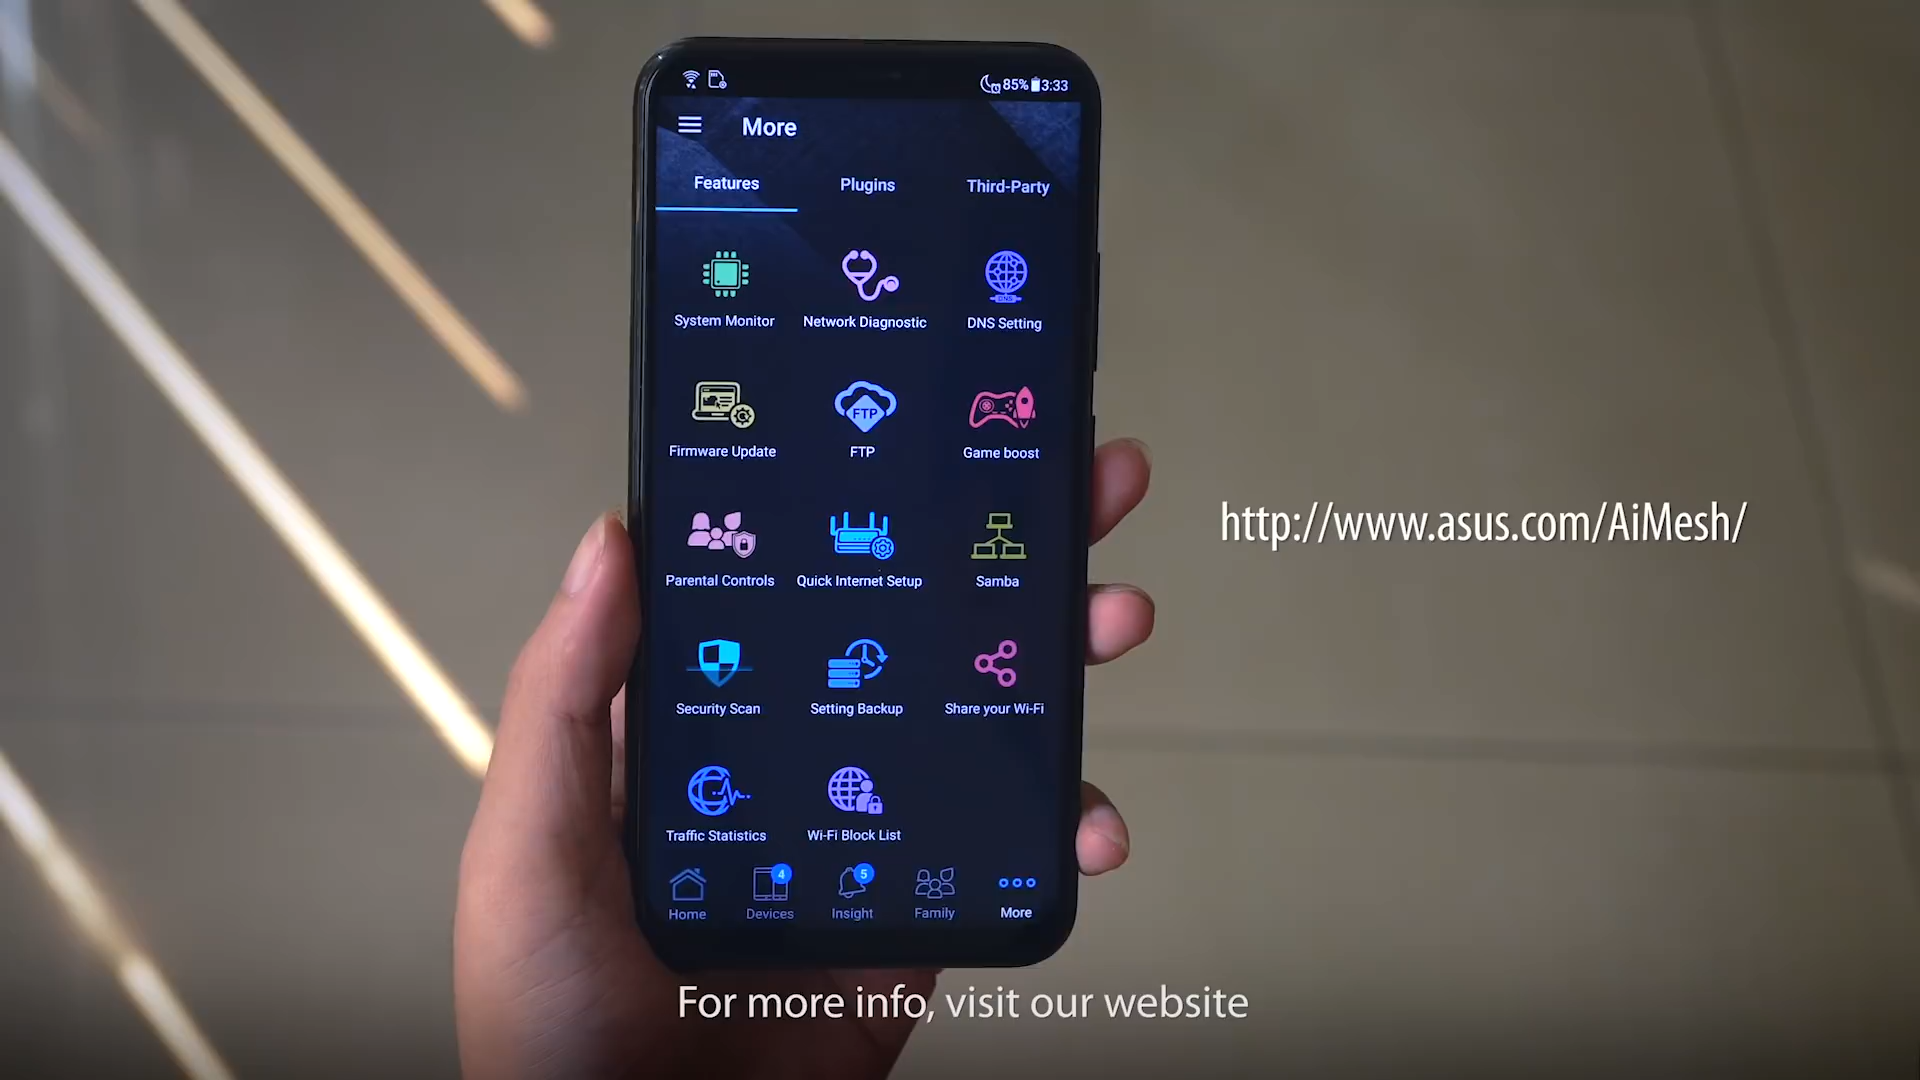 85% 3:33
More
Features Plugins Third-Party
DNS
System Monitor Network Diagnostic DNS Setting
FTP
Firmware Update FTP Game boost
http://www.asus.com/AiMesh/
Parental Controls Quick Internet Setup Samba
Security Scan Setting Backup Share your Wi-Fi
Traffic Statistics Wi-Fi Block List
4 5
Home Devices Insight Family More
For more info, visit our website